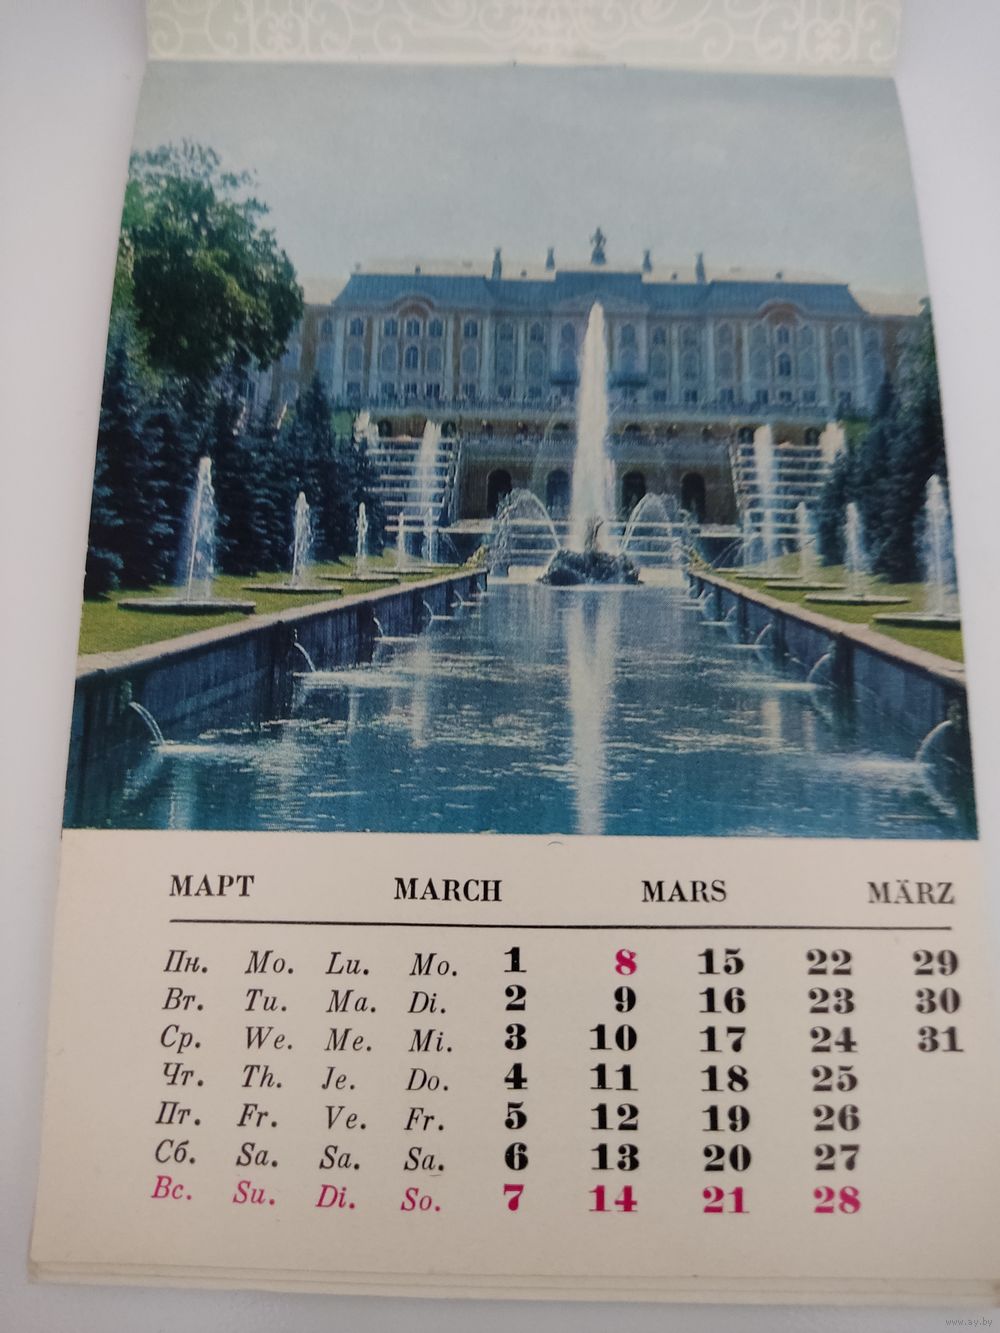 МАРТ MARCH MARS MÄRZ
Пн. Mo. Lu. Mo. 1 8 15 22 29
Вт. Tu. Ma. Di. 2 9 16 23 30
Ср. We. Me. Mi. 3 10 17 24 31
Чт. Th. Je. Do. 4 11 18 25
Пт. Fr. Ve. Fr. 5 12 19 26
Сб. Sa. Sa. Sa. 6 13 20 27
Вс. Su. Di. So. 7 14 21 28
www.ay.by